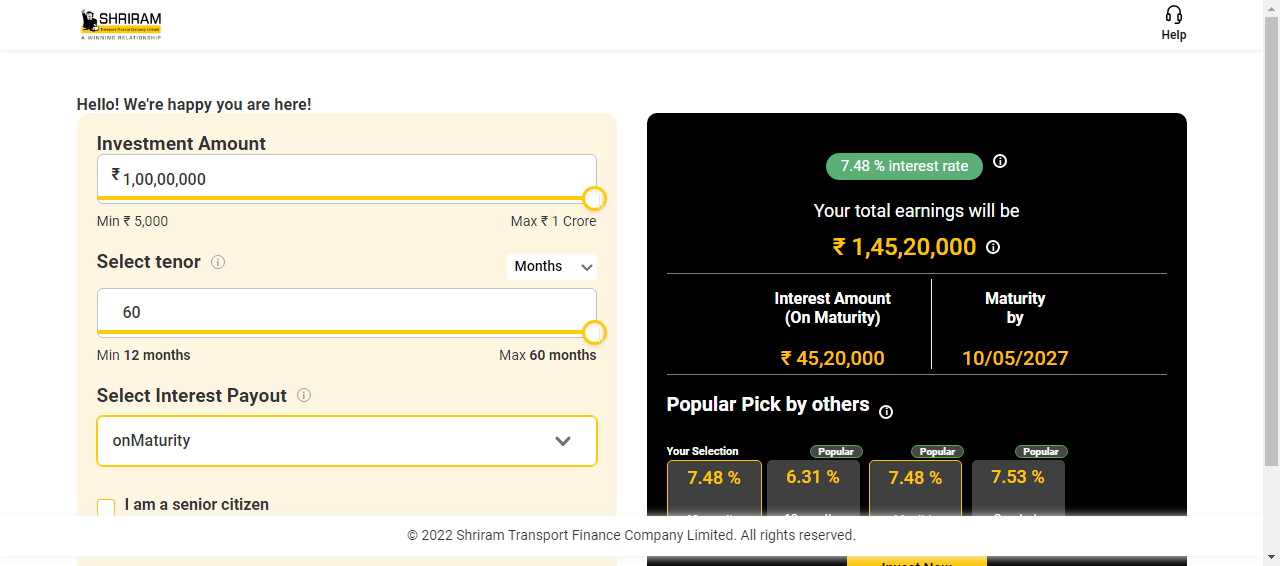 SHRIRAM
Transport Finance Company Limited
A WINNING RELATIONSHIP
Help
Hello! We're happy you are here!
Investment Amount
₹ 1,00,00,000
Min ₹ 5,000 Max ₹ 1 Crore
Select tenor
Months
60
Min 12 months Max 60 months
Select Interest Payout
onMaturity
I am a senior citizen
7.48 % interest rate
Your total earnings will be
₹ 1,45,20,000
Interest Amount
(On Maturity)
₹ 45,20,000
Maturity
by
10/05/2027
Popular Pick by others
Your Selection Popular Popular Popular
7.48 % 6.31 % 7.48 % 7.53 %
© 2022 Shriram Transport Finance Company Limited. All rights reserved.
Invest Now